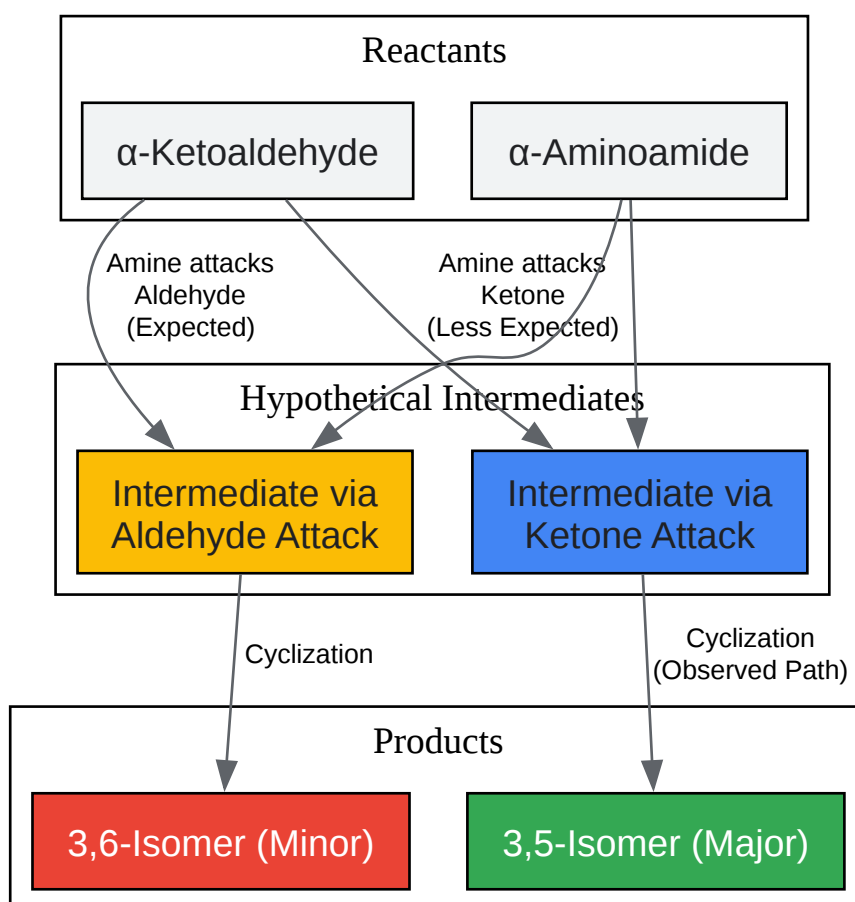 Reactants
α-Ketoaldehyde
α-Aminoamide
Amine attacks
Aldehyde
(Expected)
Amine attacks
Ketone
(Less Expected)
Hypothetical Intermediates
Intermediate via
Aldehyde Attack
Intermediate via
Ketone Attack
Cyclization
Cyclization
(Observed Path)
Products
3,6-Isomer (Minor)
3,5-Isomer (Major)